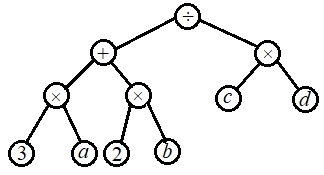 ÷
+ ×
× × c d
3 a 2 b